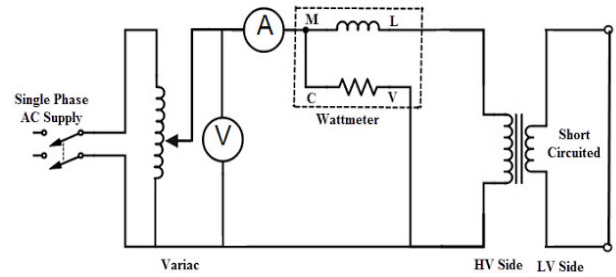 A
M
L
C
V
Wattmeter
Single Phase
AC Supply
V
Short
Circuited
Variac
HV Side
LV Side